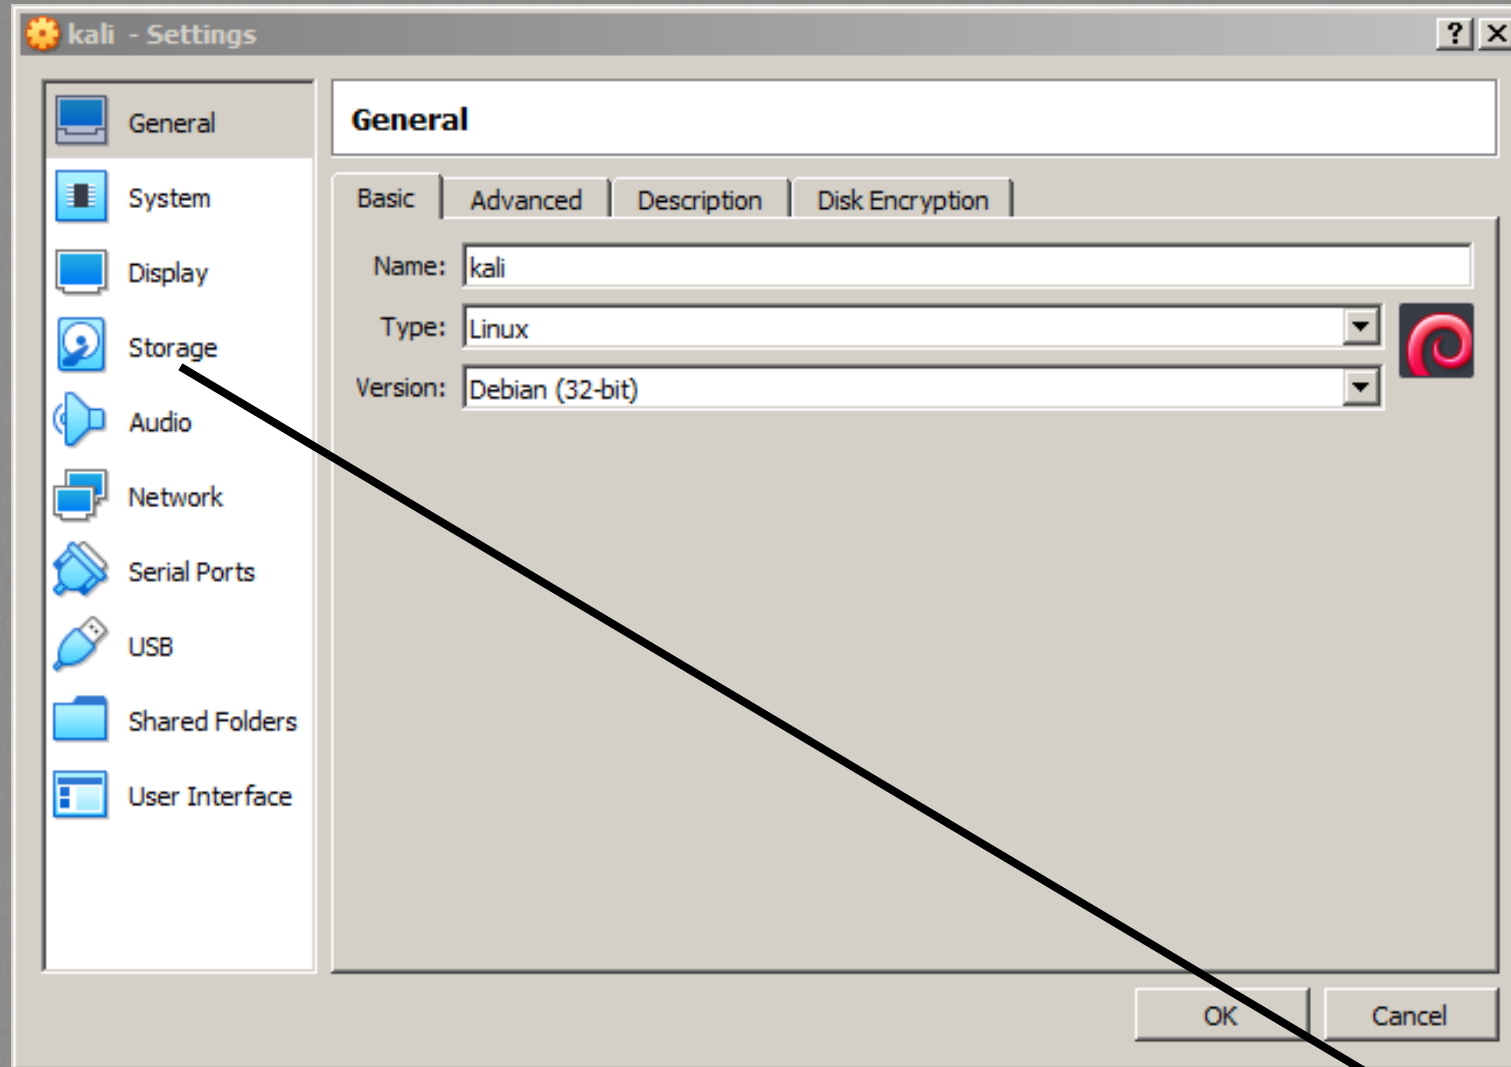 kali - Settings
General
System
Display
Storage
Audio
Network
Serial Ports
USB
Shared Folders
User Interface
General
Basic Advanced Description Disk Encryption
Name: kali
Type: Linux
Version: Debian (32-bit)
OK Cancel